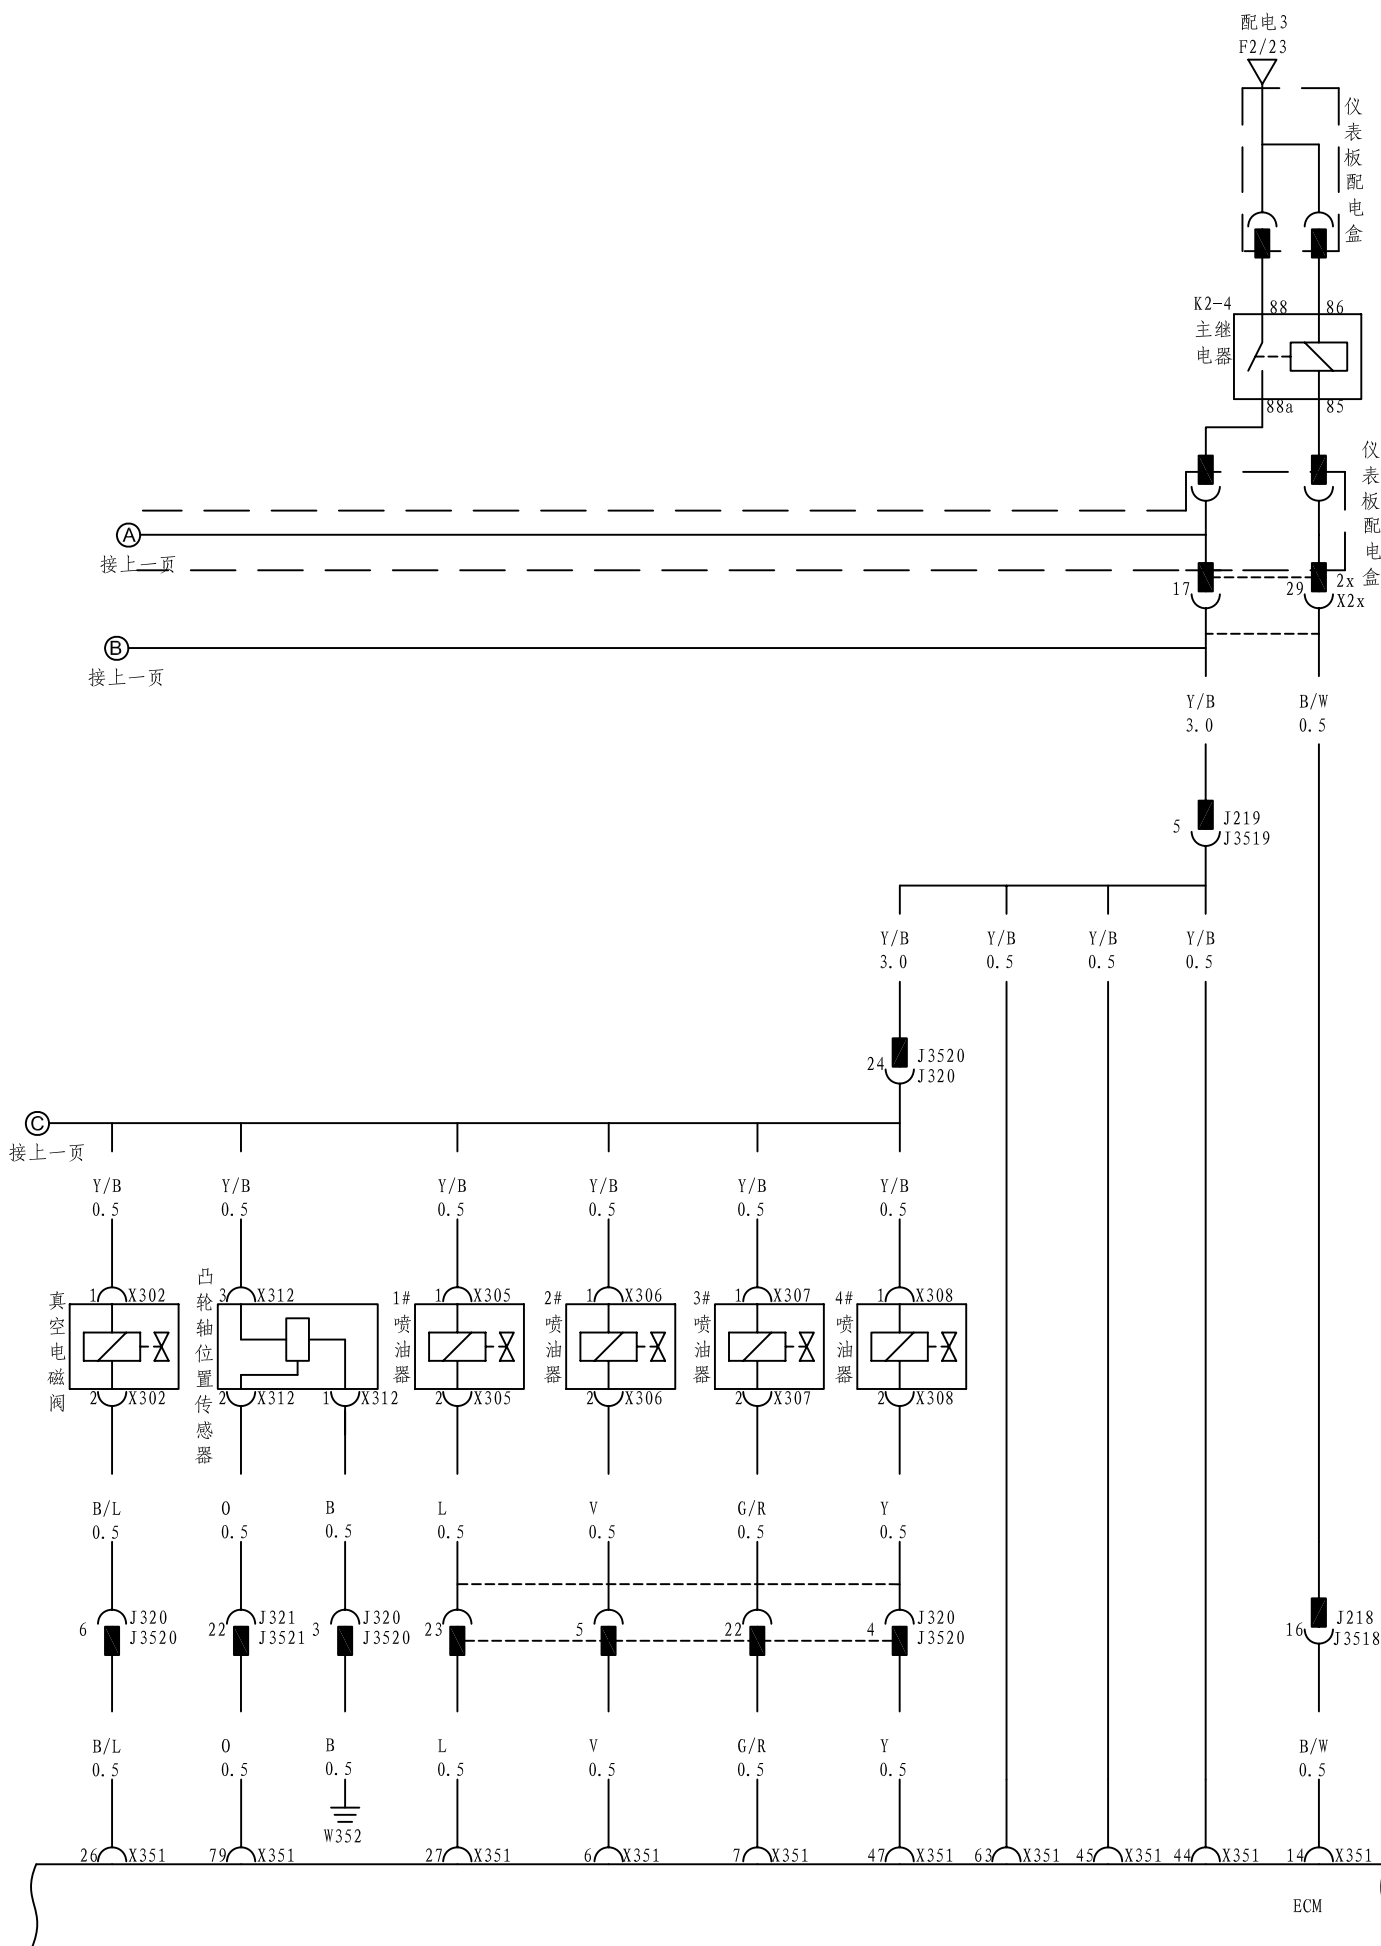 配电3
F2/23
仪表板配电盒
K2-4
主继电器
88
86
88a
85
仪表板配电盒
A
接上一页
17
29
2x
X2x
B
接上一页
Y/B
3.0
B/W
0.5
5
J219
J3519
Y/B
3.0
Y/B
0.5
Y/B
0.5
Y/B
0.5
24
J3520
J320
C
接上一页
Y/B
0.5
Y/B
0.5
Y/B
0.5
Y/B
0.5
Y/B
0.5
Y/B
0.5
真空电磁阀
1
X302
2
X302
凸轮轴位置传感器
3
X312
2
X312
1
X312
1#喷油器
1
X305
2
X305
2#喷油器
1
X306
2
X306
3#喷油器
1
X307
2
X307
4#喷油器
1
X308
2
X308
B/L
0.5
O
0.5
B
0.5
L
0.5
V
0.5
G/R
0.5
Y
0.5
6
J320
J3520
22
J321
J3521
3
J320
J3520
23
5
22
4
J320
J3520
16
J218
J3518
B/L
0.5
O
0.5
B
0.5
L
0.5
V
0.5
G/R
0.5
Y
0.5
B/W
0.5
W352
26
X351
79
X351
27
X351
6
X351
7
X351
47
X351
63
X351
45
X351
44
X351
14
X351
ECM